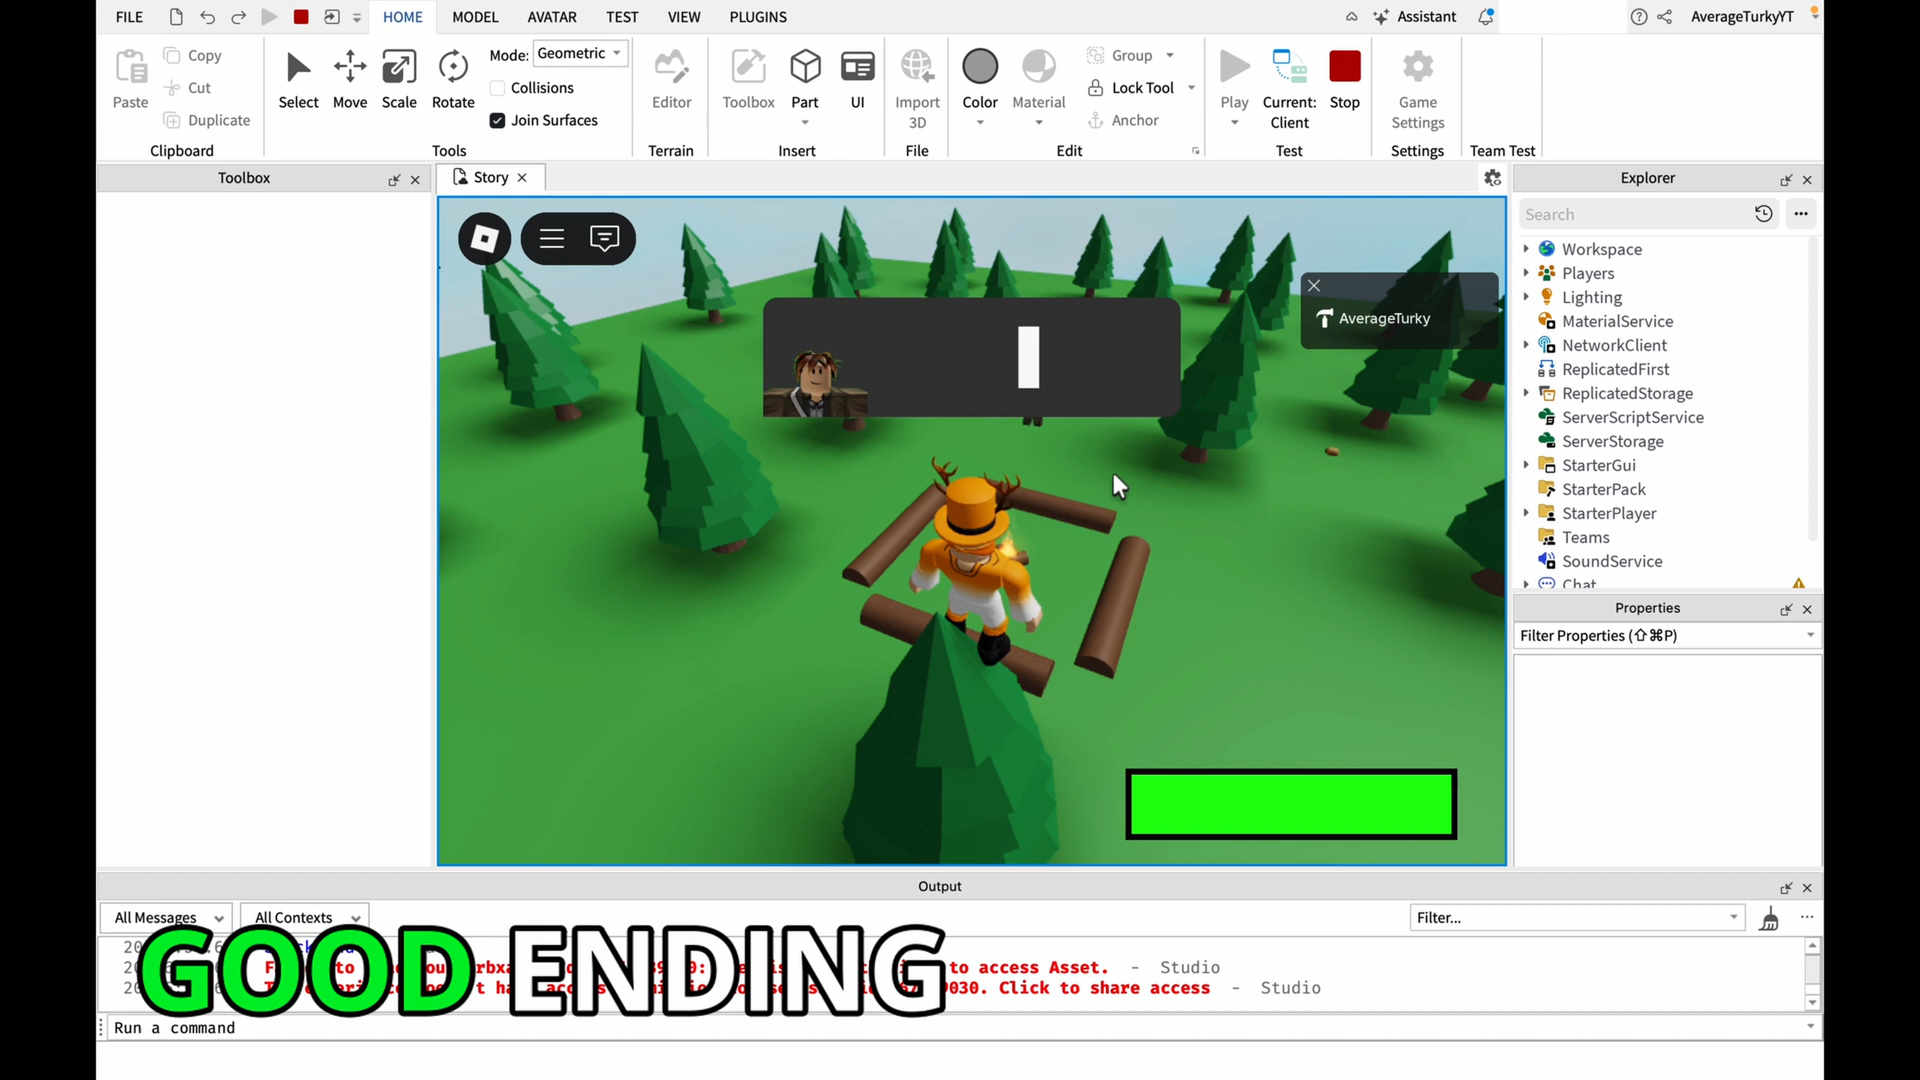 FILE HOME MODEL AVATAR TEST VIEW PLUGINS Assistant AverageTurkyYT
Paste Copy Cut Duplicate
Clipboard
Select Move Scale Rotate
Mode: Geometric
Collisions
Join Surfaces
Tools
Editor
Terrain
Toolbox Part UI
Insert
Import 3D
File
Color Material
Group
Lock Tool
Anchor
Edit
Play Current: Client Stop
Test
Game Settings
Settings
Team Test
Toolbox
Story
I
AverageTurky
Explorer
Search
Workspace
Players
Lighting
MaterialService
NetworkClient
ReplicatedFirst
ReplicatedStorage
ServerScriptService
ServerStorage
StarterGui
StarterPack
StarterPlayer
Teams
SoundService
Chat
Properties
Filter Properties (⇧⌘P)
Output
All Messages All Contexts Filter...
to access Asset. - Studio
9030. Click to share access - Studio
GOOD ENDING
Run a command